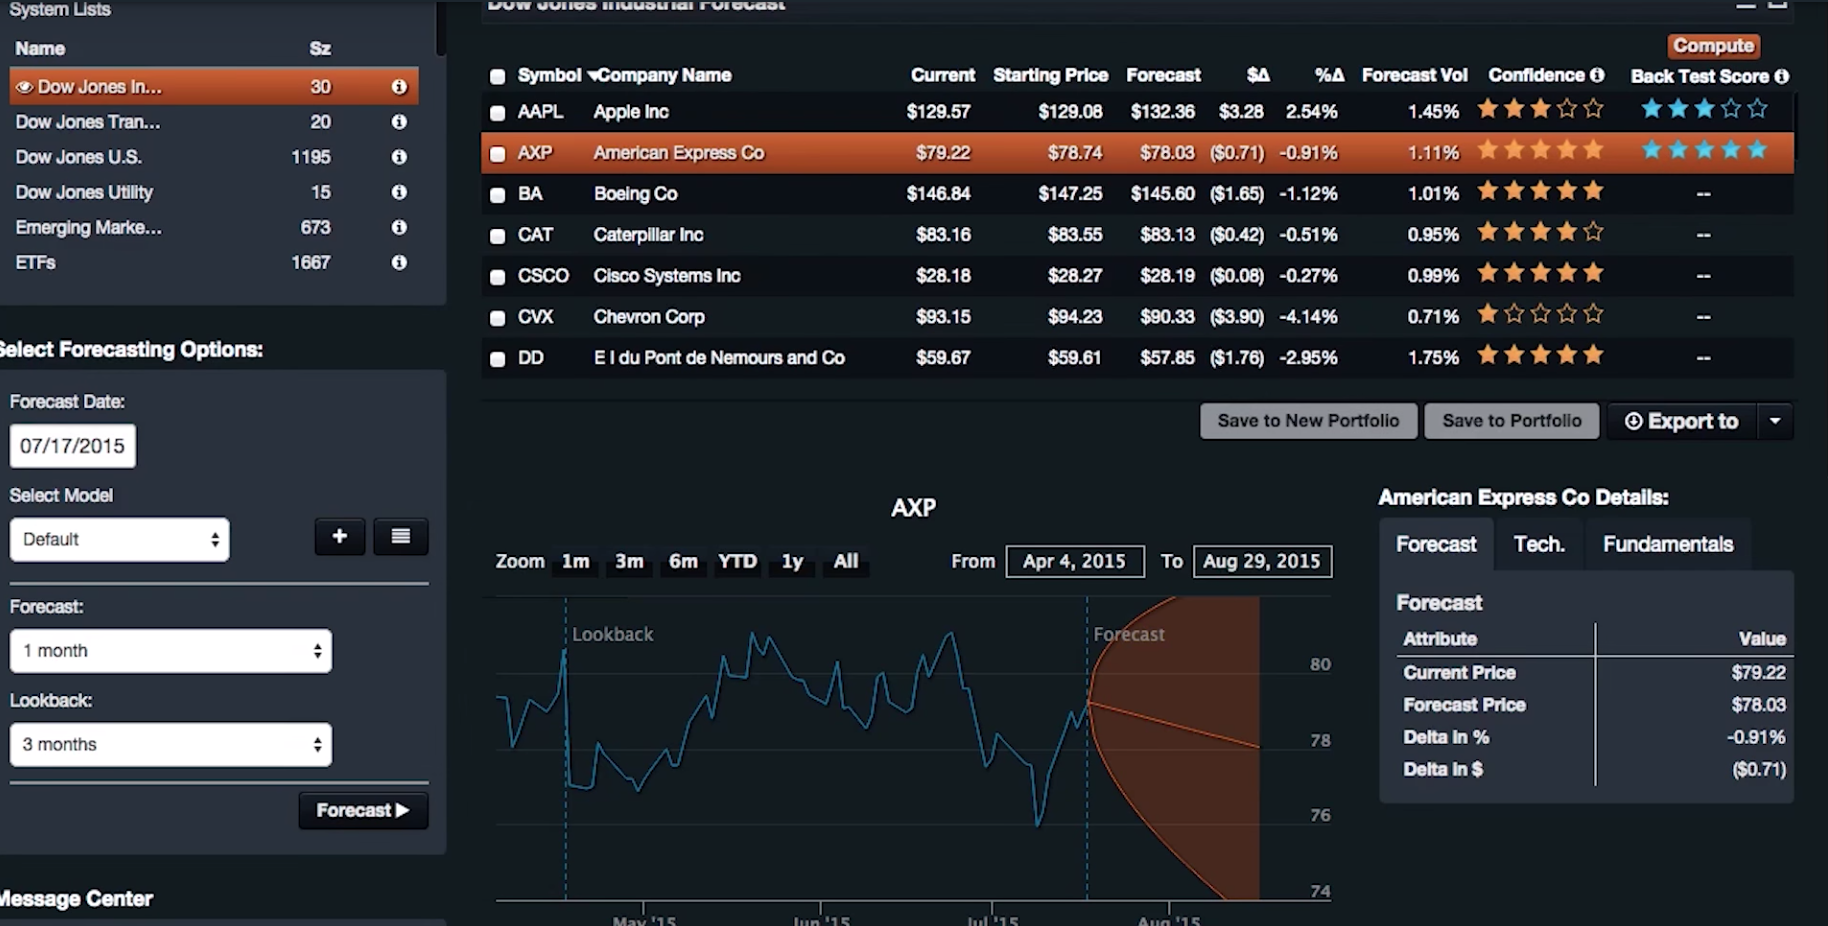 System Lists
Name Sz
Dow Jones In... 30
Dow Jones Tran... 20
Dow Jones U.S. 1195
Dow Jones Utility 15
Emerging Marke... 673
ETFs 1667
Select Forecasting Options:
Forecast Date:
07/17/2015
Select Model
Default
Forecast:
1 month
Lookback:
3 months
Forecast
Message Center
Dow Jones Industrial Forecast
Compute
Symbol Company Name Current Starting Price Forecast $Δ %Δ Forecast Vol Confidence Back Test Score
AAPL Apple Inc $129.57 $129.08 $132.36 $3.28 2.54% 1.45%
AXP American Express Co $79.22 $78.74 $78.03 ($0.71) -0.91% 1.11%
BA Boeing Co $146.84 $147.25 $145.60 ($1.65) -1.12% 1.01% --
CAT Caterpillar Inc $83.16 $83.55 $83.13 ($0.42) -0.51% 0.95% --
CSCO Cisco Systems Inc $28.18 $28.27 $28.19 ($0.08) -0.27% 0.99% --
CVX Chevron Corp $93.15 $94.23 $90.33 ($3.90) -4.14% 0.71% --
DD E I du Pont de Nemours and Co $59.67 $59.61 $57.85 ($1.76) -2.95% 1.75% --
Save to New Portfolio Save to Portfolio Export to
AXP
Zoom 1m 3m 6m YTD 1y All From Apr 4, 2015 To Aug 29, 2015
Lookback Forecast
80
78
76
74
May '15 Jun '15 Jul '15 Aug '15
American Express Co Details:
Forecast Tech. Fundamentals
Forecast
Attribute Value
Current Price $79.22
Forecast Price $78.03
Delta in % -0.91%
Delta in $ ($0.71)